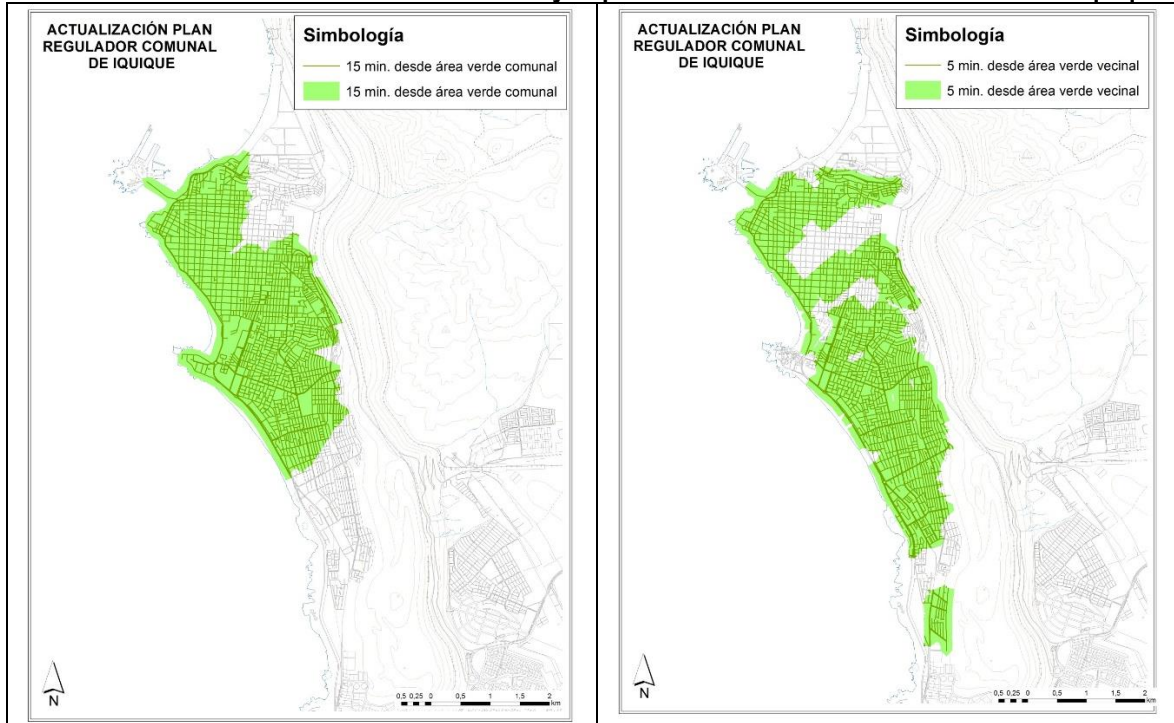 ACTUALIZACIÓN PLAN
REGULADOR COMUNAL
DE IQUIQUE
Simbología
15 min. desde área verde comunal
15 min. desde área verde comunal
N
0,5 0,25 0 0,5 1 1,5 2
km
ACTUALIZACIÓN PLAN
REGULADOR COMUNAL
DE IQUIQUE
Simbología
5 min. desde área verde vecinal
5 min. desde área verde vecinal
N
0,5 0,25 0 0,5 1 1,5 2
km